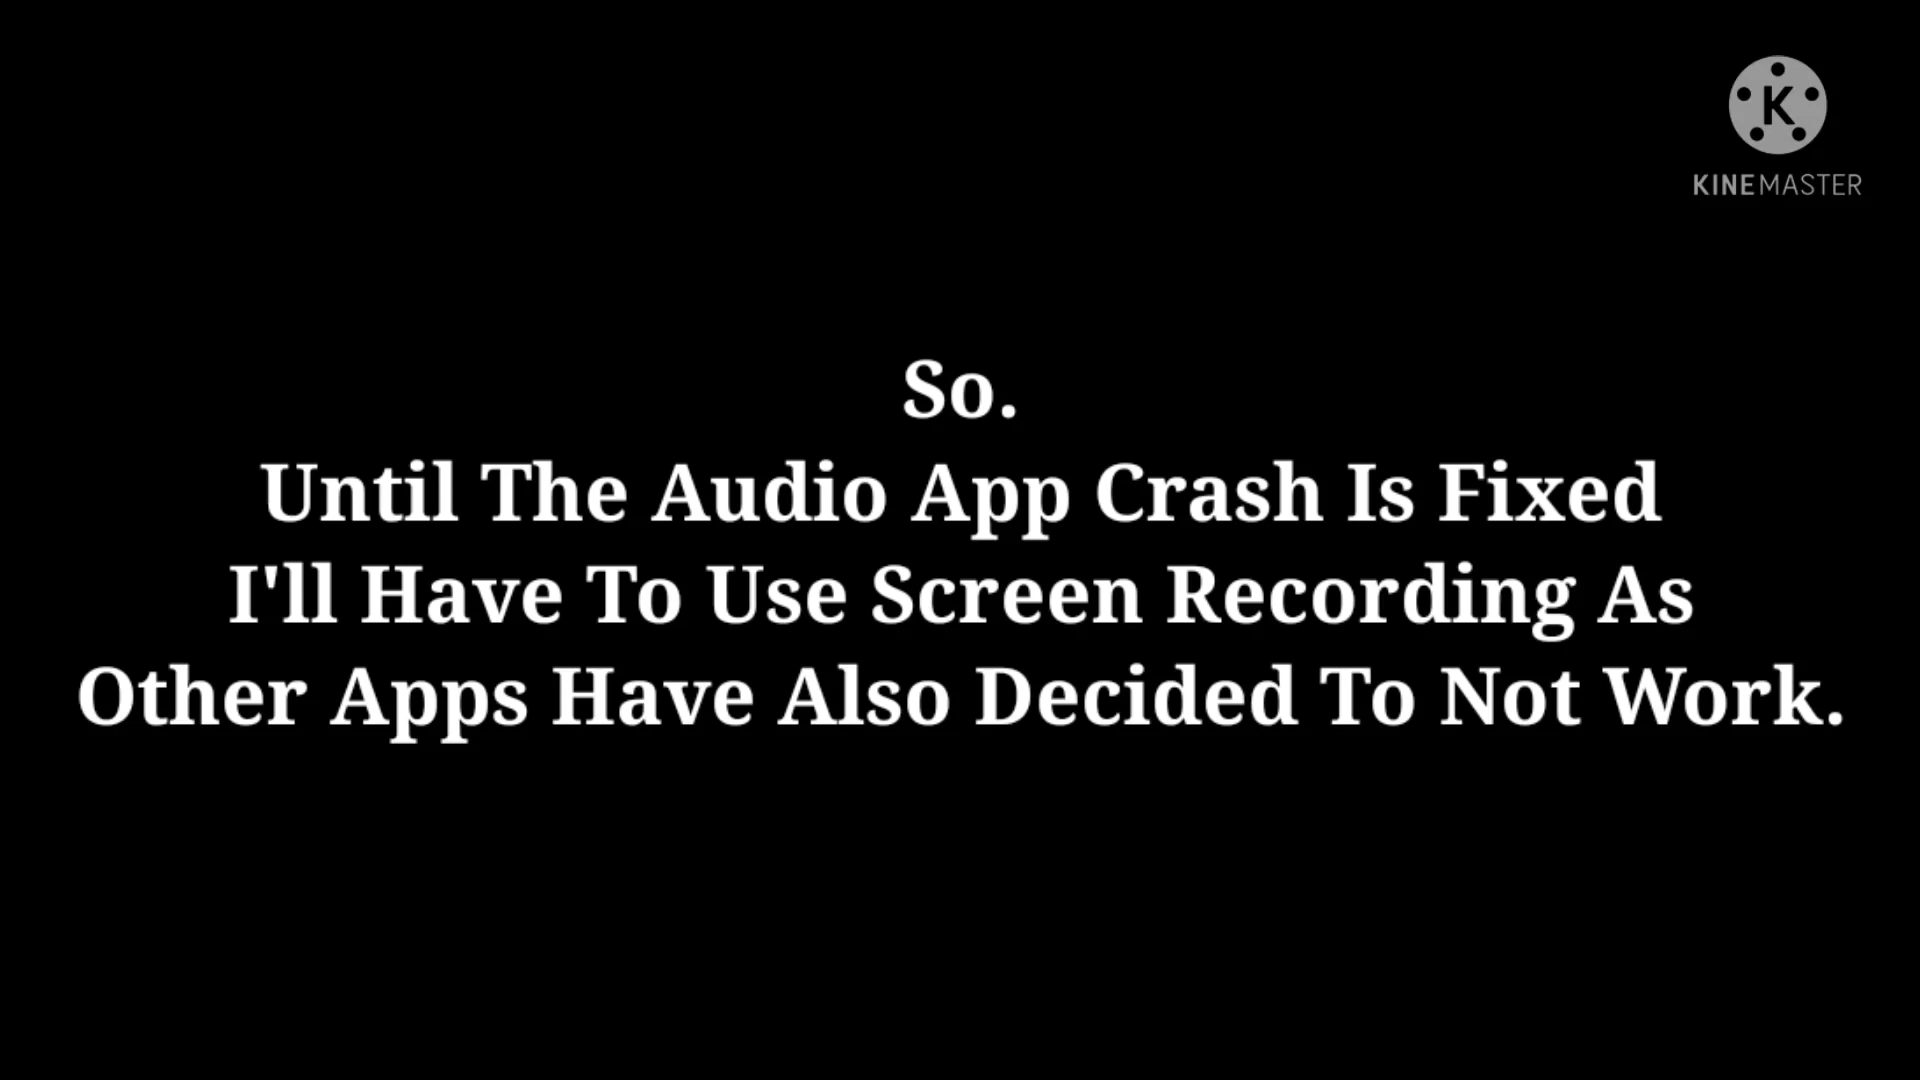 K
KINEMASTER
So.
Until The Audio App Crash Is Fixed
I'll Have To Use Screen Recording As
Other Apps Have Also Decided To Not Work.